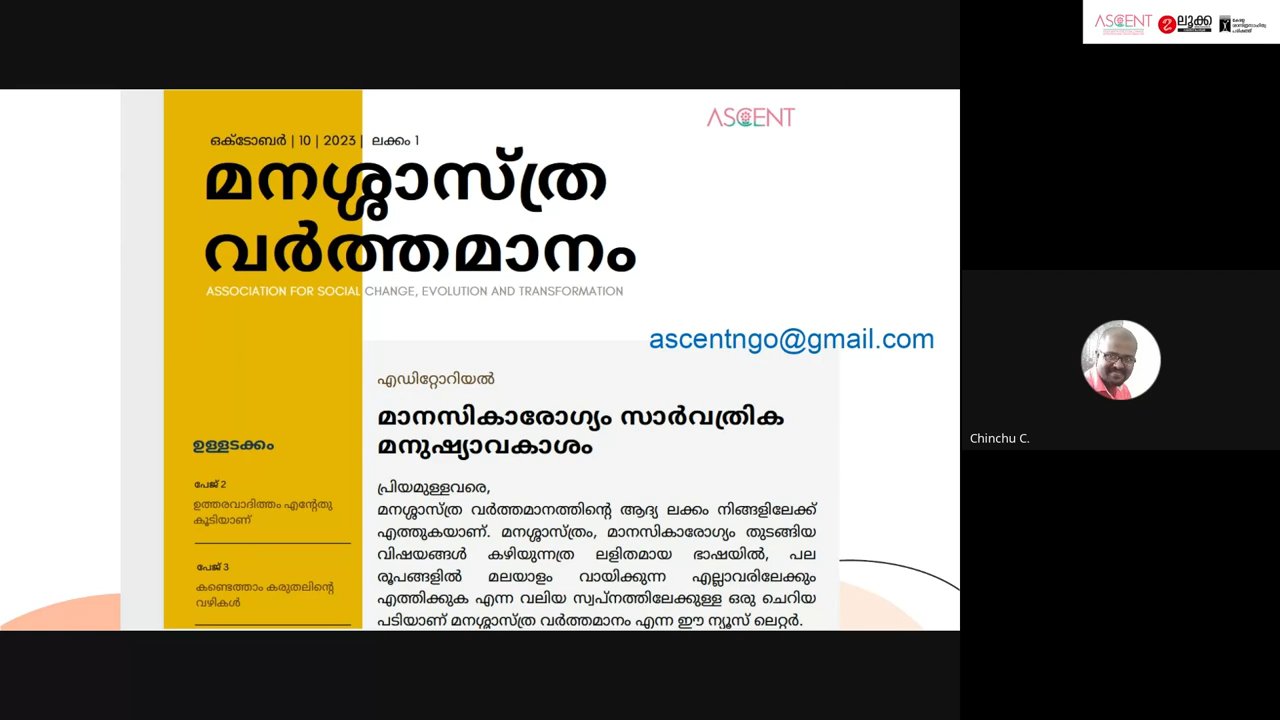 ASCENT ലൂക്ക കേരള ശാസ്ത്രസാഹിത്യ പരിഷത്ത്
ASCENT
ഒക്ടോബർ | 10 | 2023 | ലക്കം 1
മനശ്ശാസ്ത്ര
വർത്തമാനം
ASSOCIATION FOR SOCIAL CHANGE, EVOLUTION AND TRANSFORMATION
ascentngo@gmail.com
എഡിറ്റോറിയൽ
മാനസികാരോഗ്യം സാർവത്രിക
മനുഷ്യാവകാശം
പ്രിയമുള്ളവരെ,
മനശ്ശാസ്ത്ര വർത്തമാനത്തിന്റെ ആദ്യ ലക്കം നിങ്ങളിലേക്ക്
എത്തുകയാണ്. മനശ്ശാസ്ത്രം, മാനസികാരോഗ്യം തുടങ്ങിയ
വിഷയങ്ങൾ കഴിയുന്നത്ര ലളിതമായ ഭാഷയിൽ, പല
രൂപങ്ങളിൽ മലയാളം വായിക്കുന്ന എല്ലാവരിലേക്കും
എത്തിക്കുക എന്ന വലിയ സ്വപ്നത്തിലേക്കുള്ള ഒരു ചെറിയ
പടിയാണ് മനശ്ശാസ്ത്ര വർത്തമാനം എന്ന ഈ ന്യൂസ് ലെറ്റർ.
ഉള്ളടക്കം
പേജ് 2
ഉത്തരവാദിത്തം എന്റേതു
കൂടിയാണ്
പേജ് 3
കണ്ടെത്താം കരുതലിന്റെ
വഴികൾ
Chinchu C.